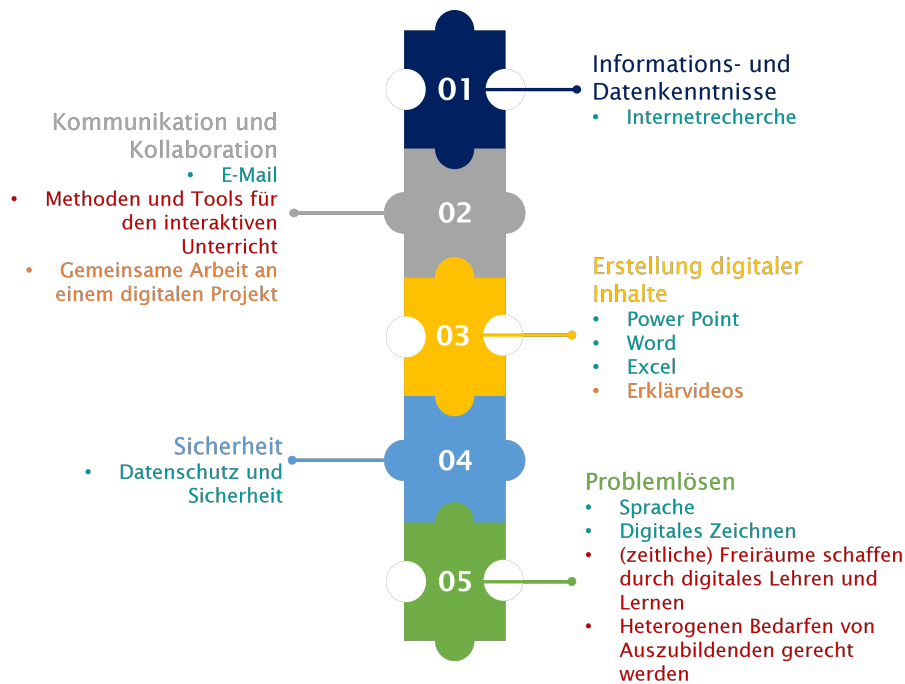 01
Informations- und
Datenkenntnisse
• Internetrecherche
Kommunikation und
Kollaboration
• E-Mail
• Methoden und Tools für
den interaktiven
Unterricht
• Gemeinsame Arbeit an
einem digitalen Projekt
02
Erstellung digitaler
Inhalte
• Power Point
• Word
• Excel
• Erklärvideos
03
Sicherheit
• Datenschutz und
Sicherheit
04
Problemlösen
• Sprache
• Digitales Zeichnen
• (zeitliche) Freiräume schaffen
durch digitales Lehren und
Lernen
• Heterogenen Bedarfen von
Auszubildenden gerecht
werden
05